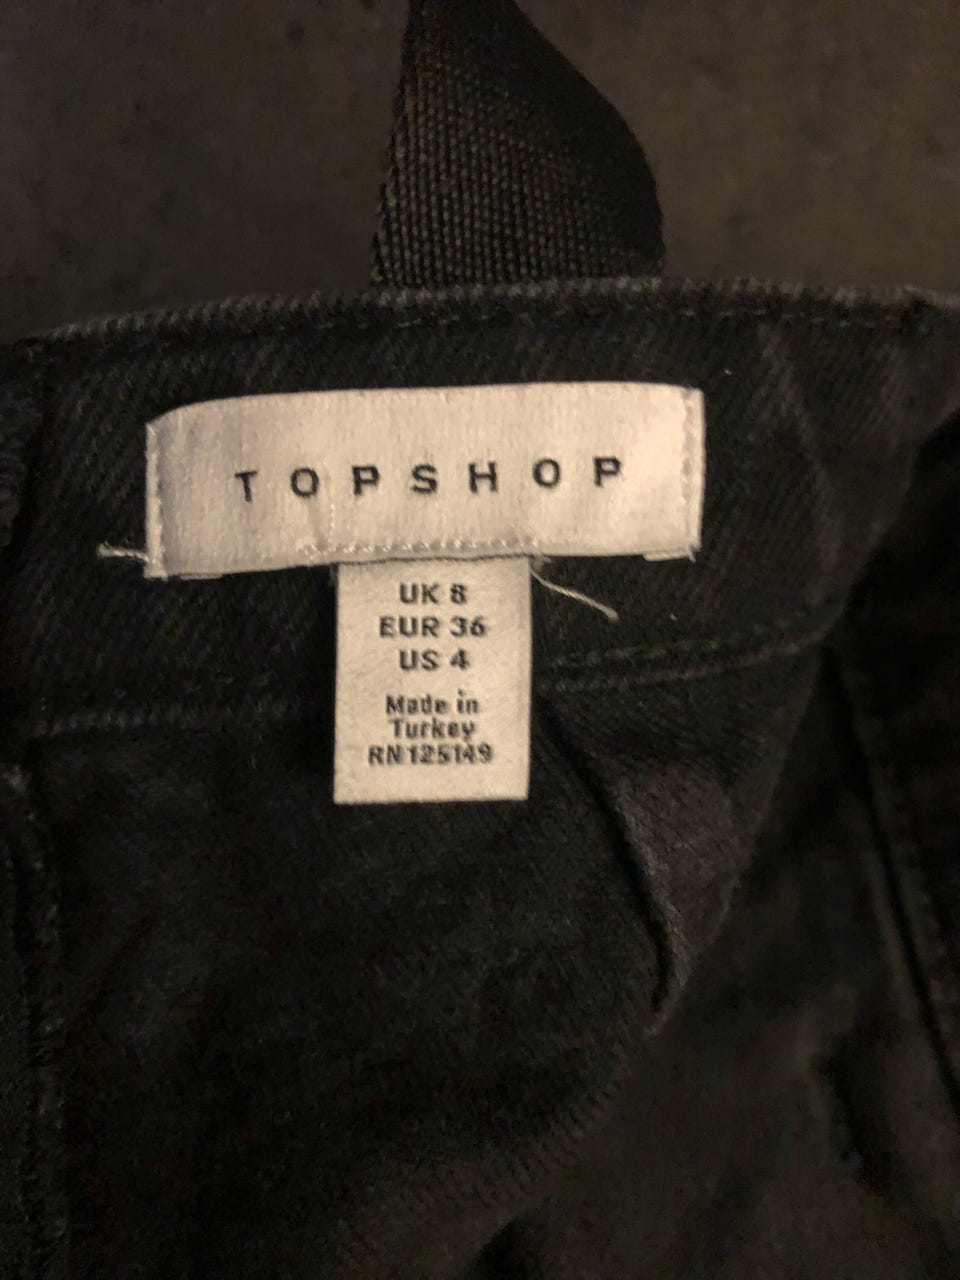 TOPSHOP
UK 8
EUR 36
US 4
Made in
Turkey
RN125149